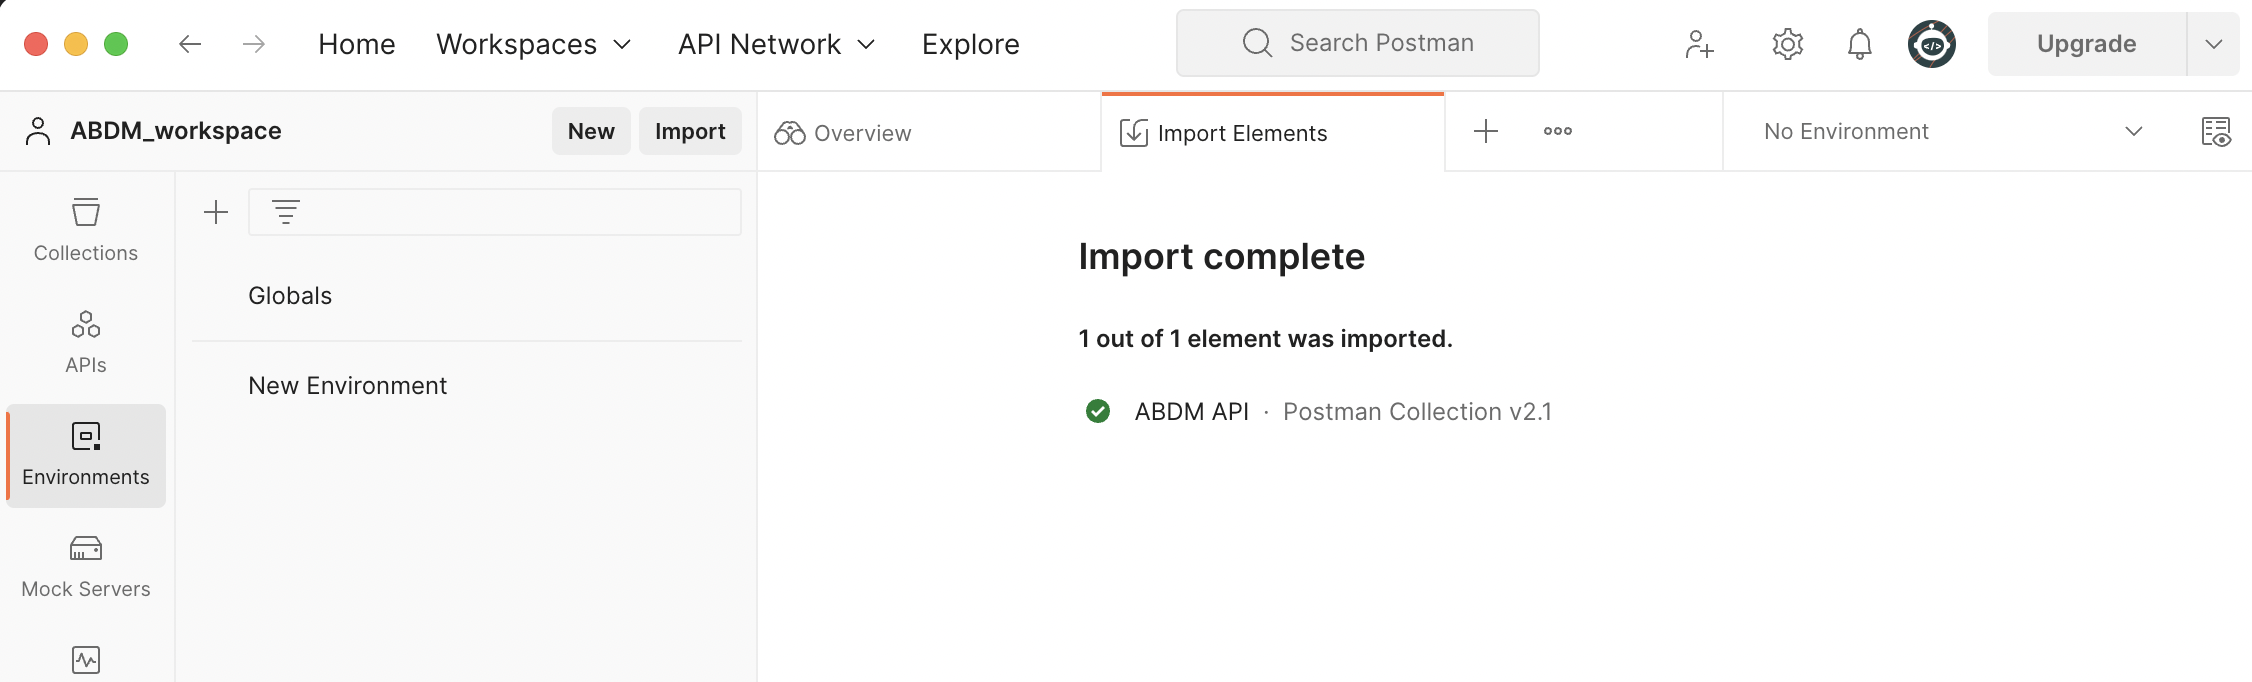 Home Workspaces API Network Explore Search Postman Upgrade
ABDM_workspace New Import Overview Import Elements No Environment
Collections
APIs
Environments
Mock Servers
Globals
New Environment
Import complete
1 out of 1 element was imported.
ABDM API · Postman Collection v2.1